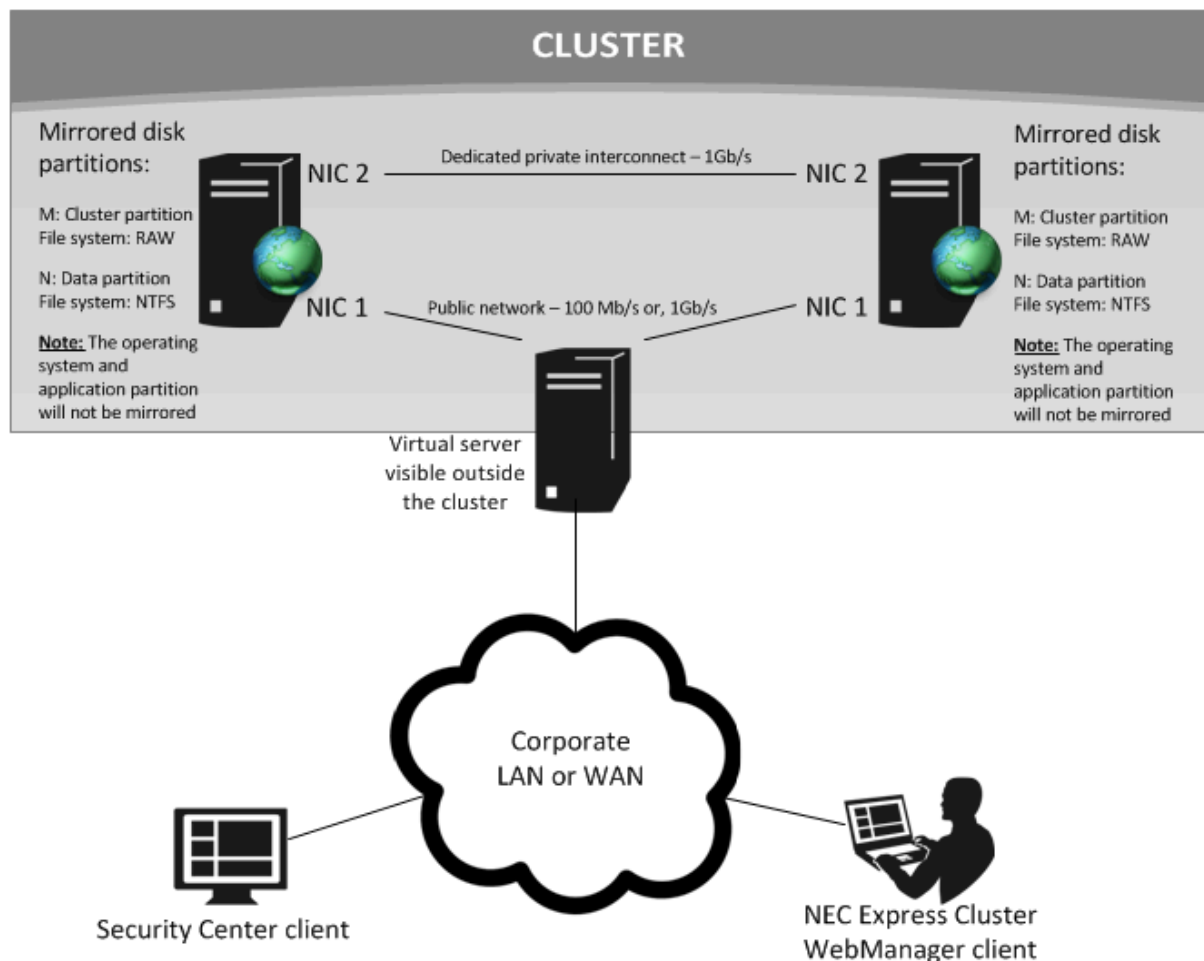 CLUSTER
Mirrored disk
partitions:
M: Cluster partition
File system: RAW
N: Data partition
File system: NTFS
Note: The operating
system and
application partition
will not be mirrored
NIC 2
Dedicated private interconnect – 1Gb/s
NIC 2
NIC 1
Public network – 100 Mb/s or, 1Gb/s
NIC 1
Mirrored disk
partitions:
M: Cluster partition
File system: RAW
N: Data partition
File system: NTFS
Note: The operating
system and
application partition
will not be mirrored
Virtual server
visible outside
the cluster
Corporate
LAN or WAN
Security Center client
NEC Express Cluster
WebManager client